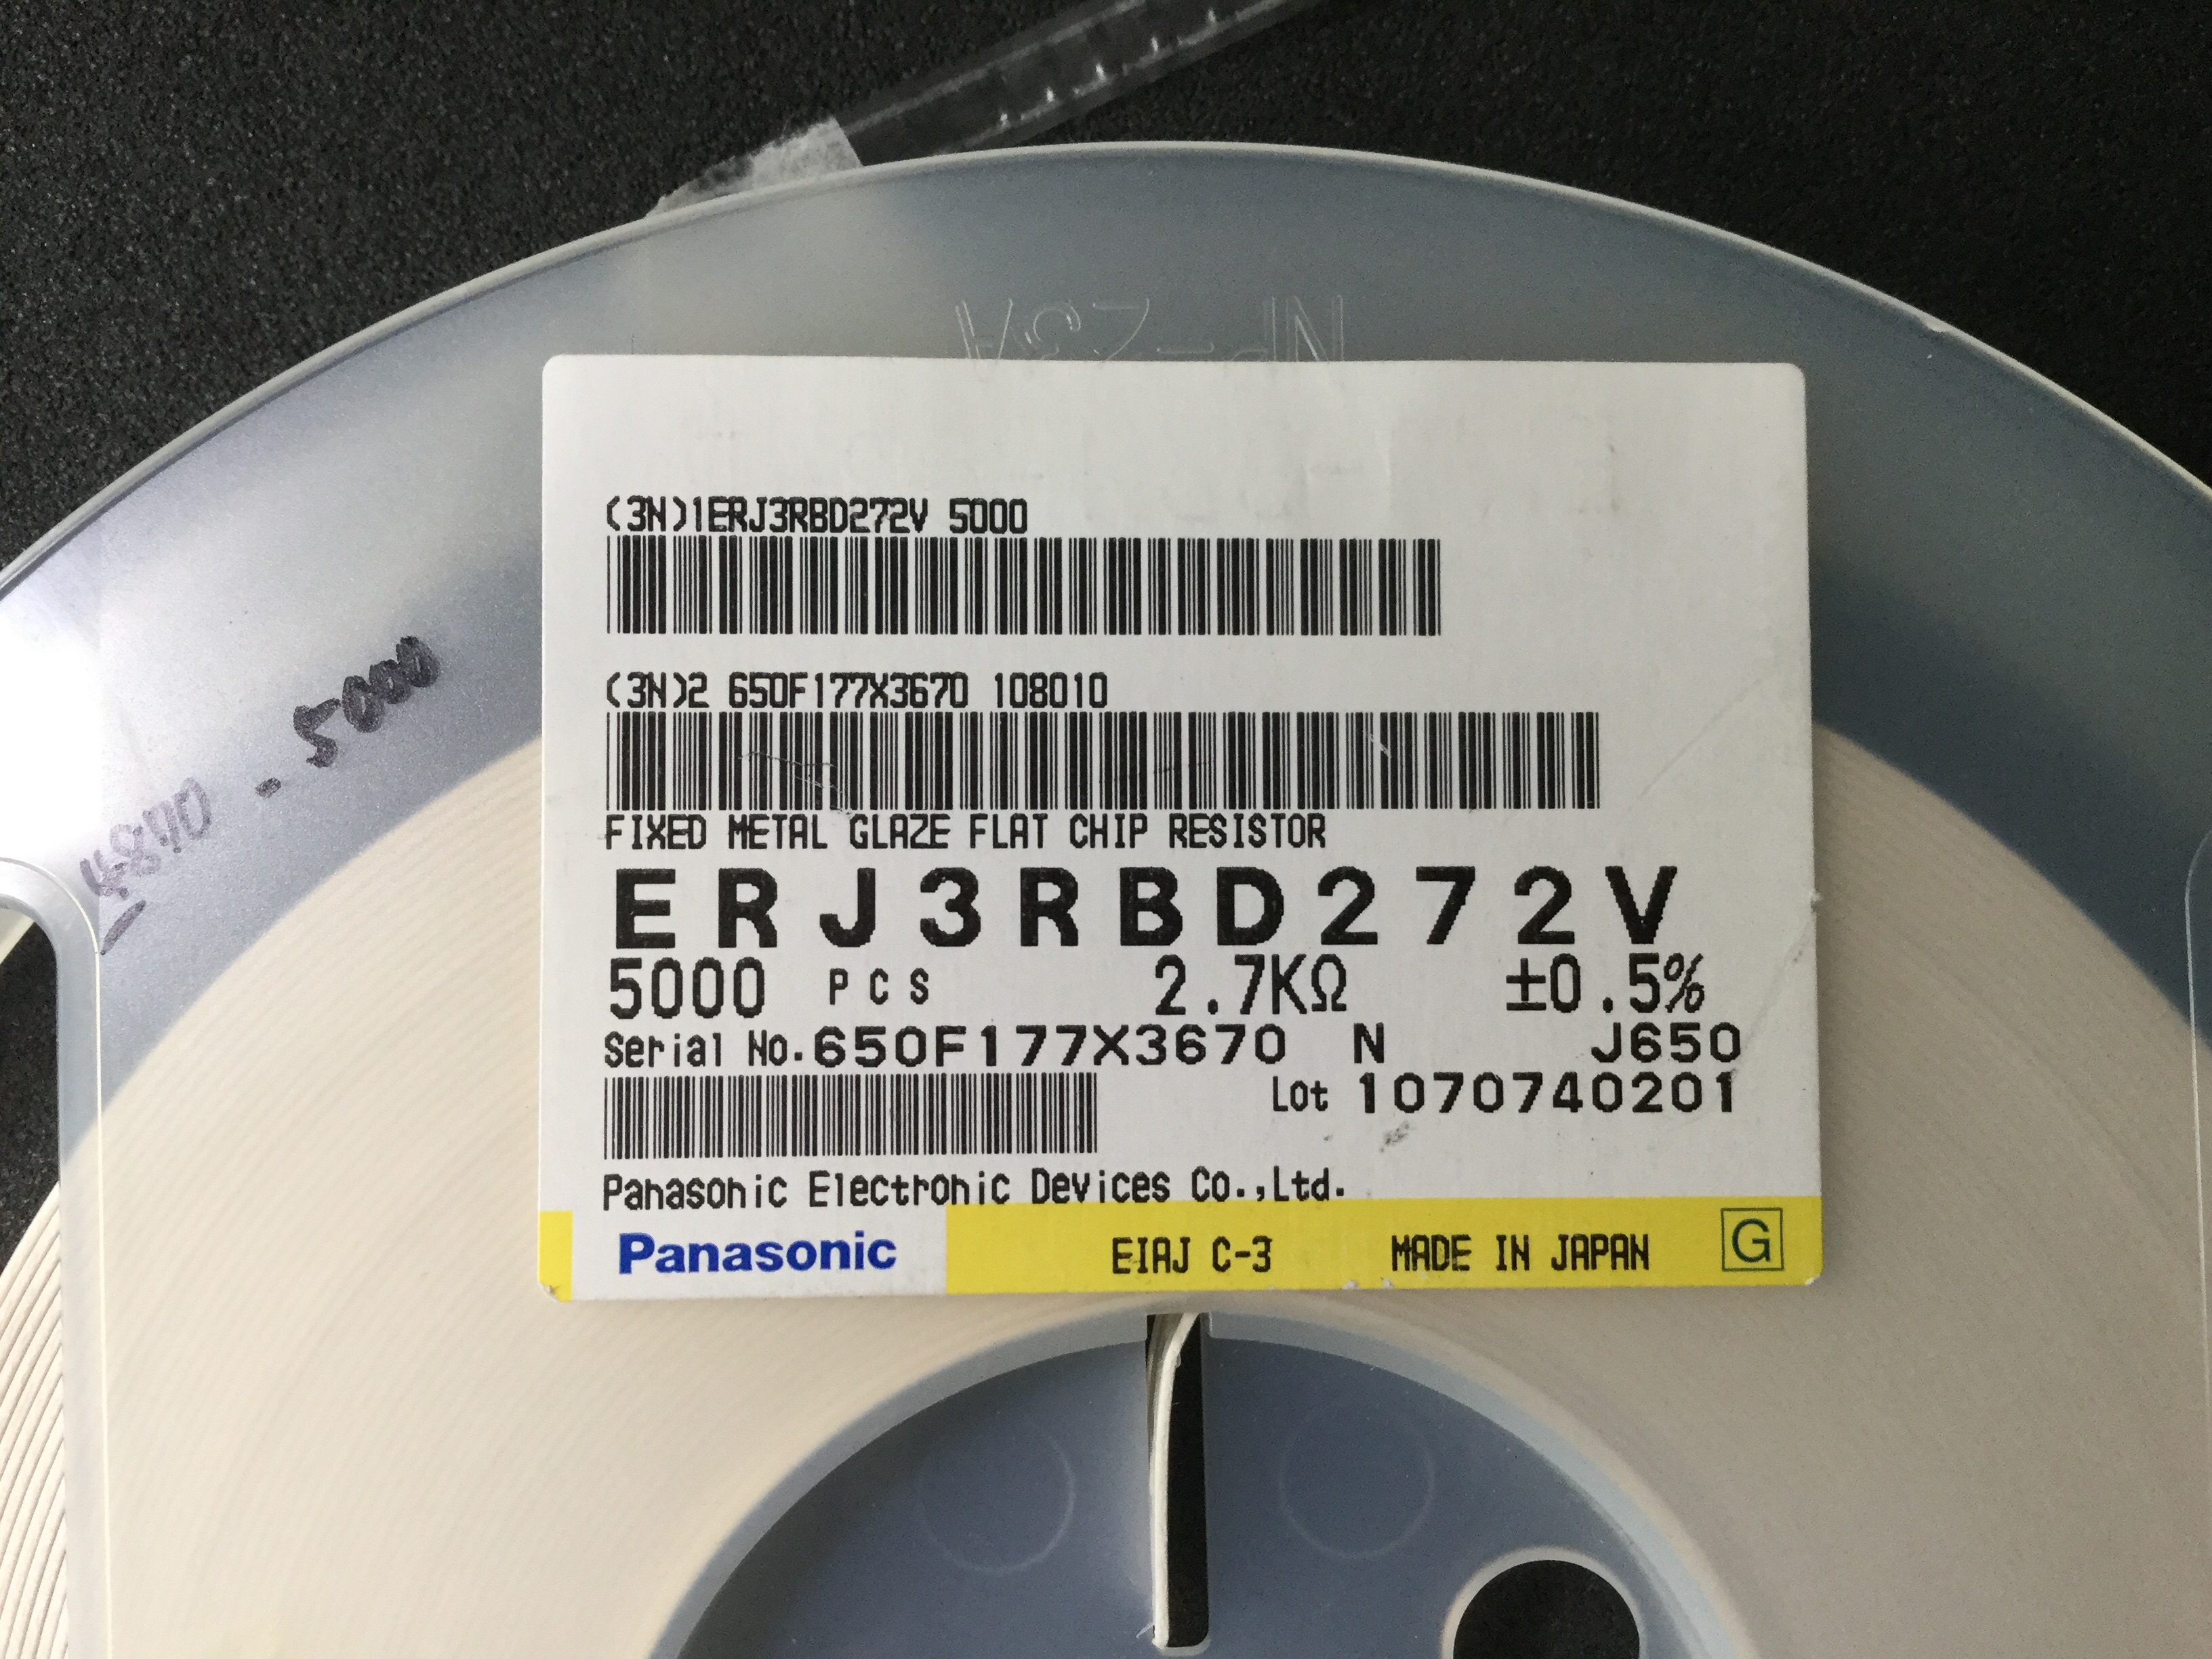 (3N)1ERJ3RBD272V 5000
(3N)2 650F177X3670 108010
FIXED METAL GLAZE FLAT CHIP RESISTOR
ERJ3RBD272V
5000 PCS 2.7KΩ ±0.5%
Serial No.650F177X3670 N J650
Lot 1070740201
Panasonic Electronic Devices Co.,Ltd.
Panasonic EIAJ C-3 MADE IN JAPAN G
- 5000